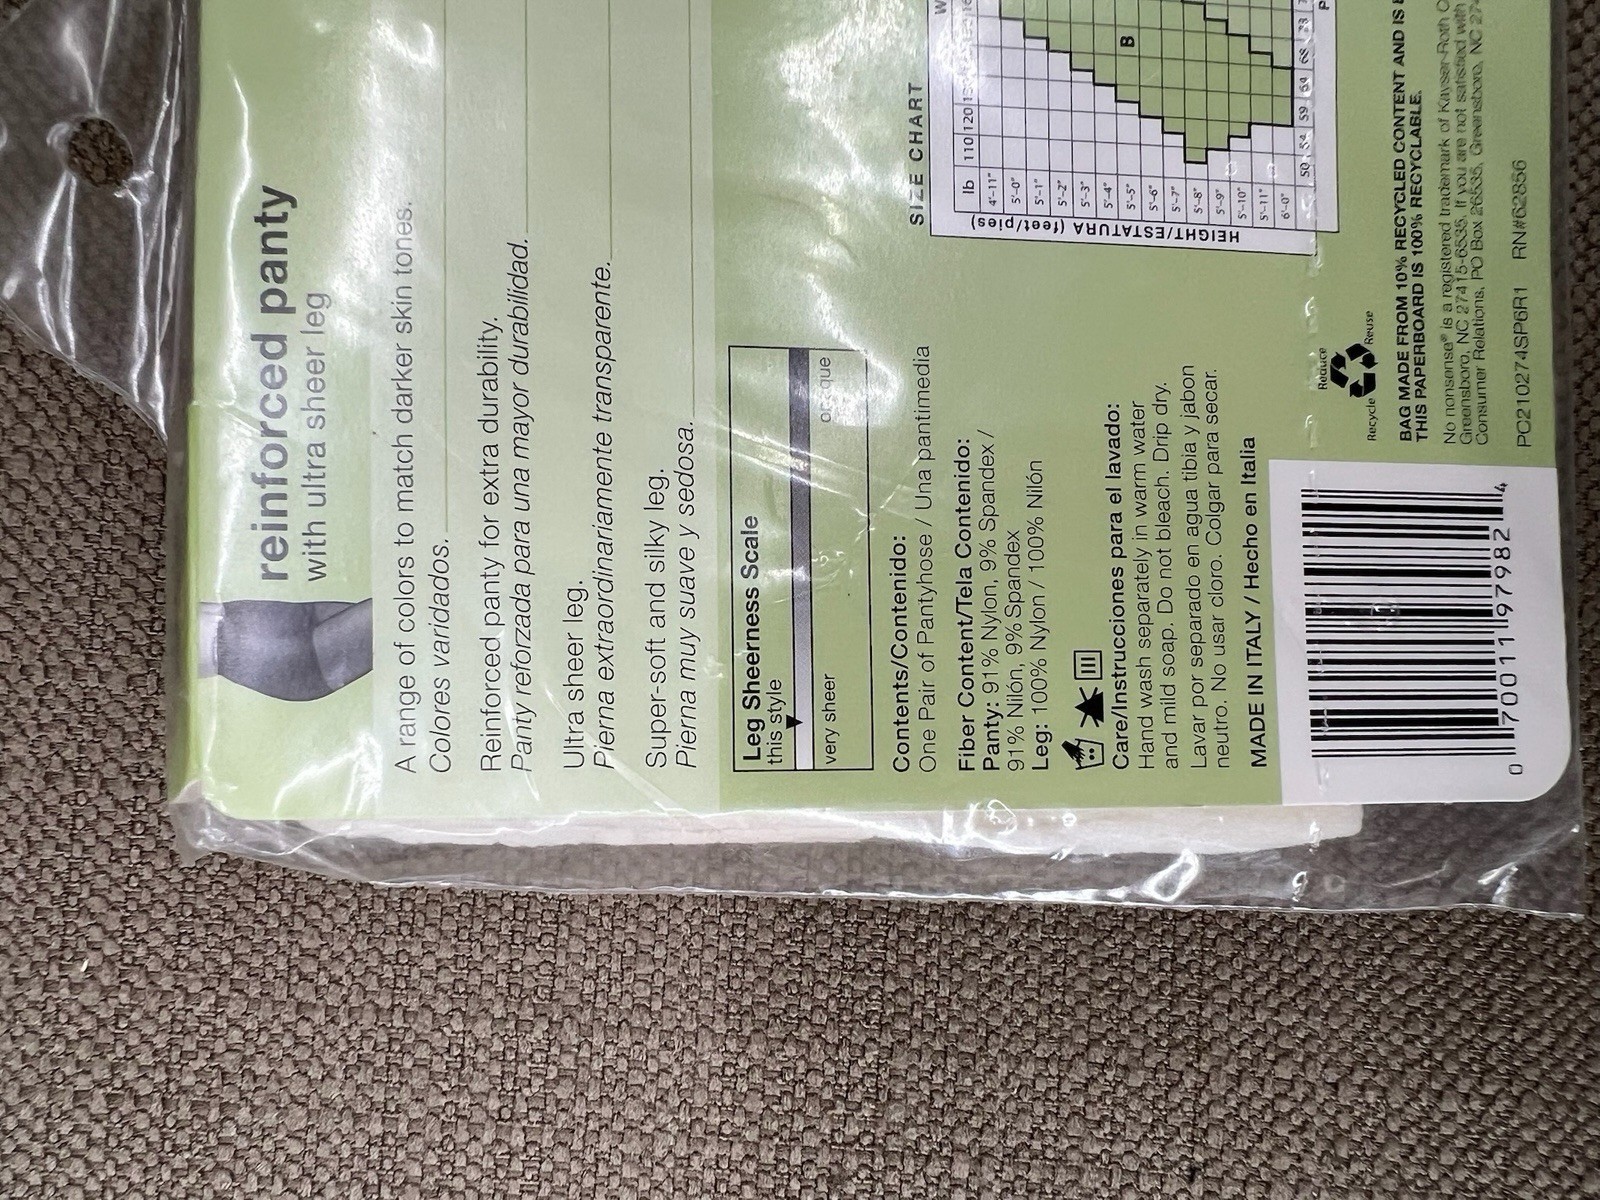 reinforced panty
with ultra sheer leg
A range of colors to match darker skin tones.
Colores varidados.
Reinforced panty for extra durability.
Panty reforzada para una mayor durabilidad.
Ultra sheer leg.
Pierna extraordinariamente transparente.
Super-soft and silky leg.
Pierna muy suave y sedosa.
Leg Sheerness Scale
this style
very sheer opaque
Contents/Contenido:
One Pair of Pantyhose / Una pantimedia
Fiber Content/Tela Contenido:
Panty: 91% Nylon, 9% Spandex /
91% Nilón, 9% Spandex
Leg: 100% Nylon / 100% Nilón
Care/Instrucciones para el lavado:
Hand wash separately in warm water
and mild soap. Do not bleach. Drip dry.
Lavar por separado en agua tibia y jabon
neutro. No usar cloro. Colgar para secar.
MADE IN ITALY / Hecho en Italia
0 70011 97982 4
SIZE CHART
HEIGHT/ESTATURA (feet/pies)
lb 110 120
4'-11"
5'-0"
5'-1"
5'-2"
5'-3"
5'-4"
5'-5"
5'-6"
5'-7"
5'-8"
5'-9"
5'-10"
5'-11"
6'-0"
B
50 54 59 64 68
Reduce
Recycle Reuse
BAG MADE FROM 10% RECYCLED CONTENT AND IS
THIS PAPERBOARD IS 100% RECYCLABLE.
No nonsense® is a registered trademark of Kayser-Roth
Greensboro, NC 27415-6535. If you are not satisfied with
Consumer Relations, PO Box 26535, Greensboro, NC
PC210274SP6R1 RN#62856